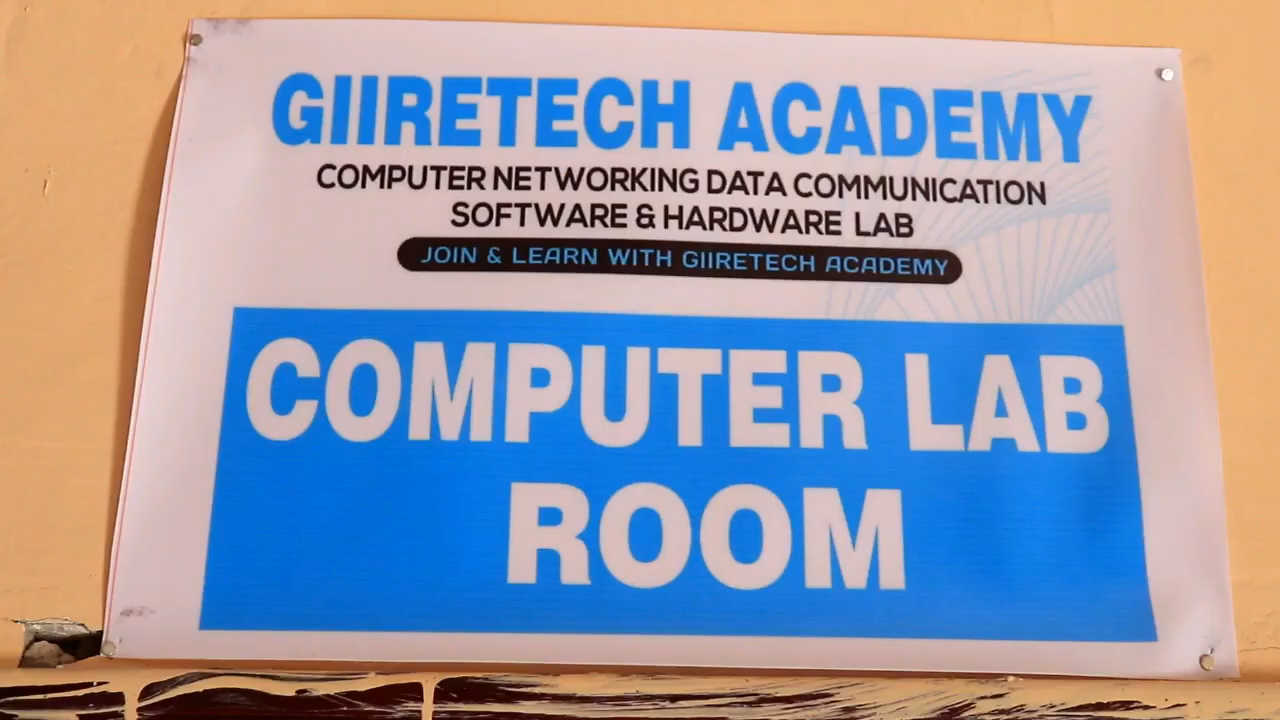 GIIRETECH ACADEMY
COMPUTER NETWORKING DATA COMMUNICATION
SOFTWARE & HARDWARE LAB
JOIN & LEARN WITH GIIRETECH ACADEMY
COMPUTER LAB
ROOM